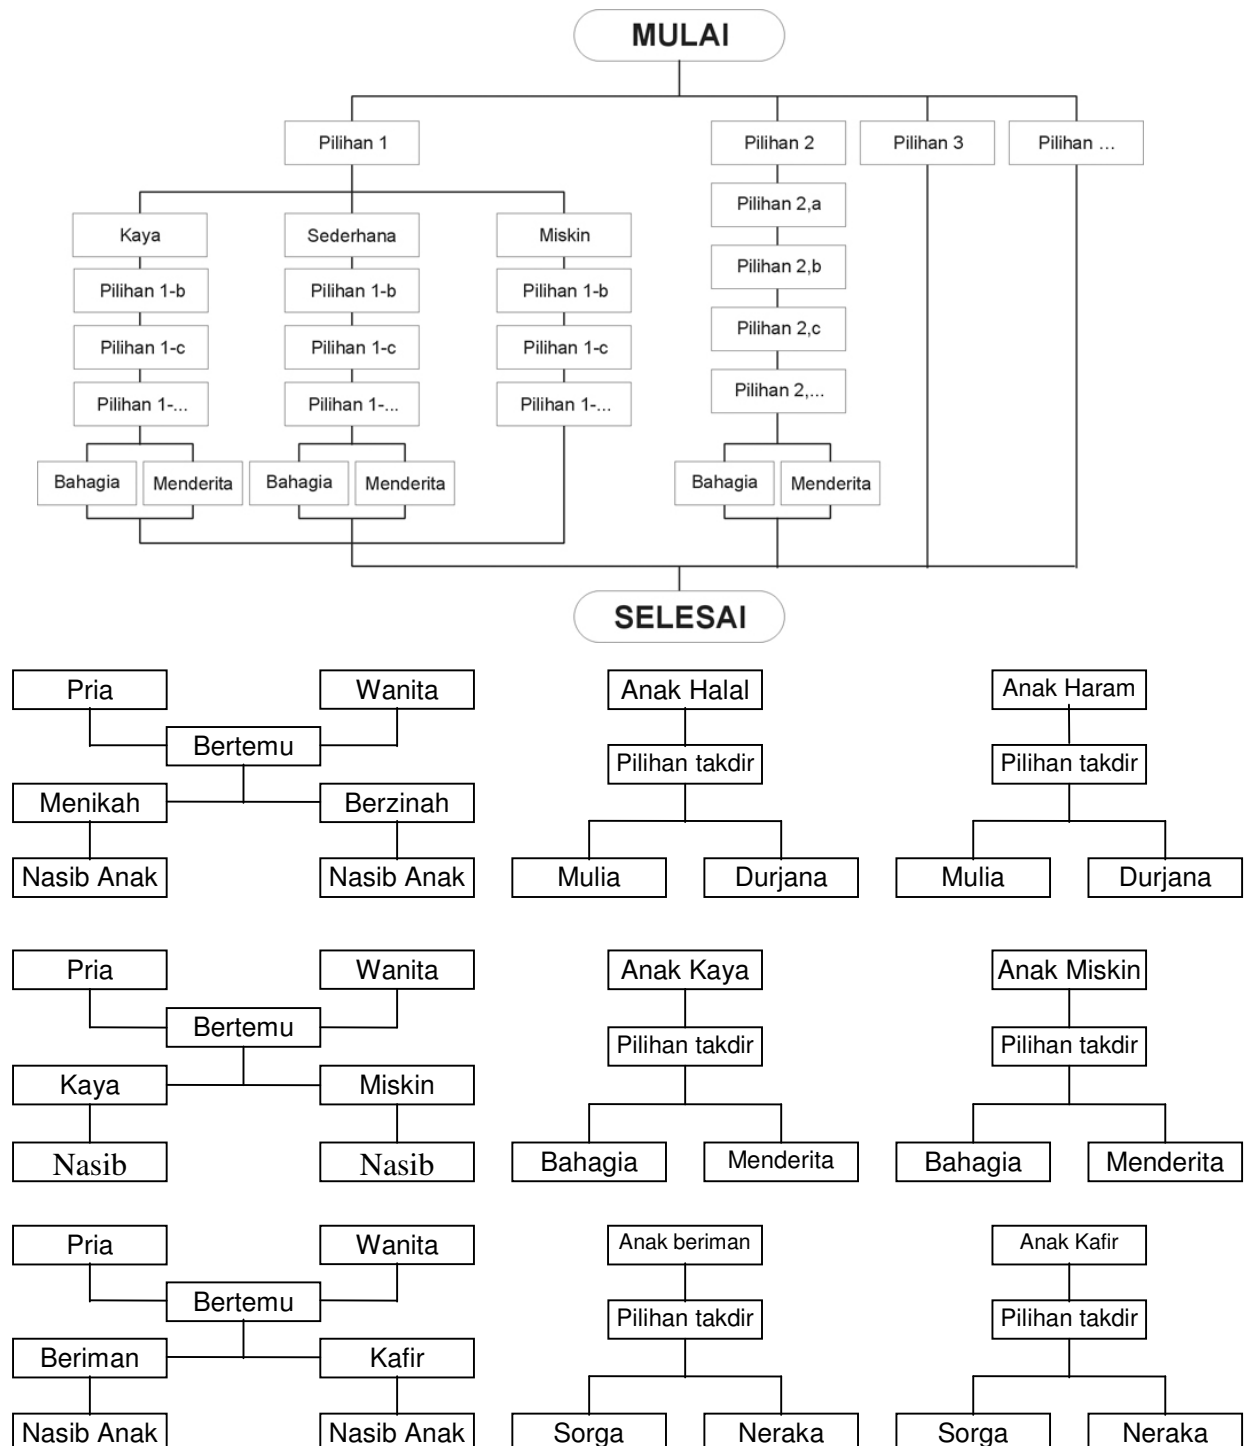 MULAI
Pilihan 1
Pilihan 2
Pilihan 3
Pilihan ...
Pilihan 2,a
Kaya
Sederhana
Miskin
Pilihan 2,b
Pilihan 1-b
Pilihan 1-b
Pilihan 1-b
Pilihan 2,c
Pilihan 1-c
Pilihan 1-c
Pilihan 1-c
Pilihan 2,...
Pilihan 1-...
Pilihan 1-...
Pilihan 1-...
Bahagia
Menderita
Bahagia
Menderita
Bahagia
Menderita
SELESAI
Pria
Wanita
Bertemu
Menikah
Berzinah
Nasib Anak
Nasib Anak
Anak Halal
Pilihan takdir
Mulia
Durjana
Anak Haram
Pilihan takdir
Mulia
Durjana
Pria
Wanita
Bertemu
Kaya
Miskin
Nasib
Nasib
Anak Kaya
Pilihan takdir
Bahagia
Menderita
Anak Miskin
Pilihan takdir
Bahagia
Menderita
Pria
Wanita
Bertemu
Beriman
Kafir
Nasib Anak
Nasib Anak
Anak beriman
Pilihan takdir
Sorga
Neraka
Anak Kafir
Pilihan takdir
Sorga
Neraka